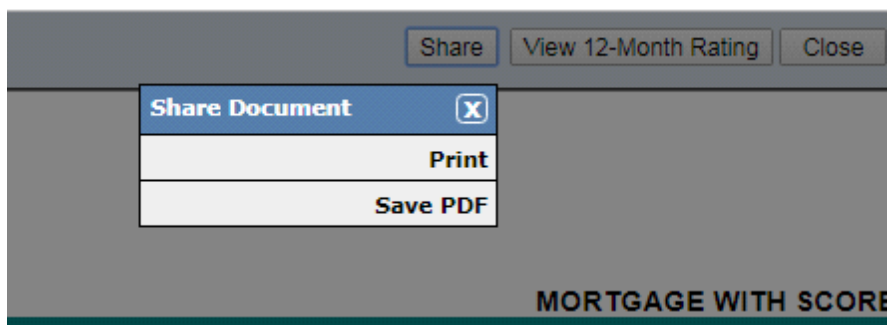 Share View 12-Month Rating Close
Share Document X
Print
Save PDF
MORTGAGE WITH SCORE